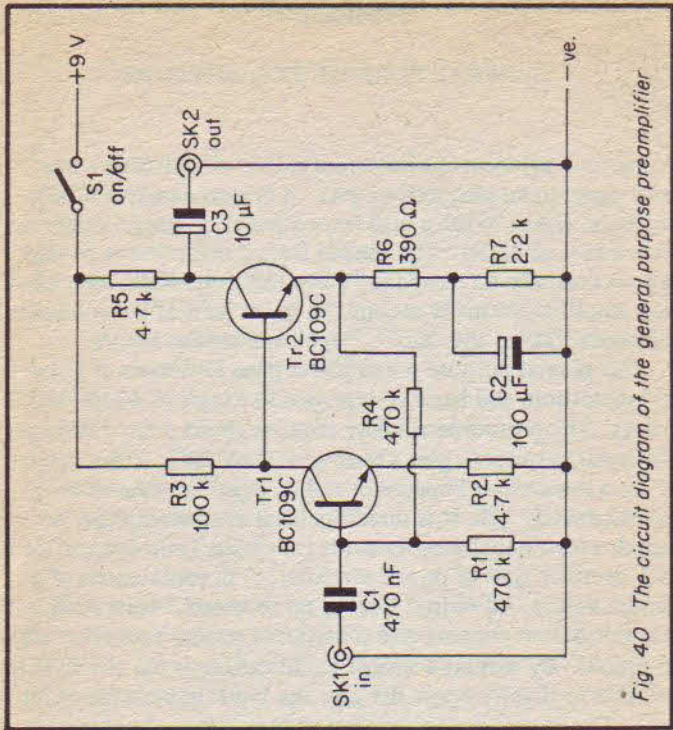 +9 V
S1
on/off
R5
4·7 k
C3
10 µF
SK2
out
R3
100 k
Tr2
BC109C
R6
390 Ω
Tr1
BC109C
R4
470 k
C2
100 µF
R7
2·2 k
C1
470 nF
SK1
in
R1
470 k
R2
4·7 k
−ve.
Fig. 40 The circuit diagram of the general purpose preamplifier